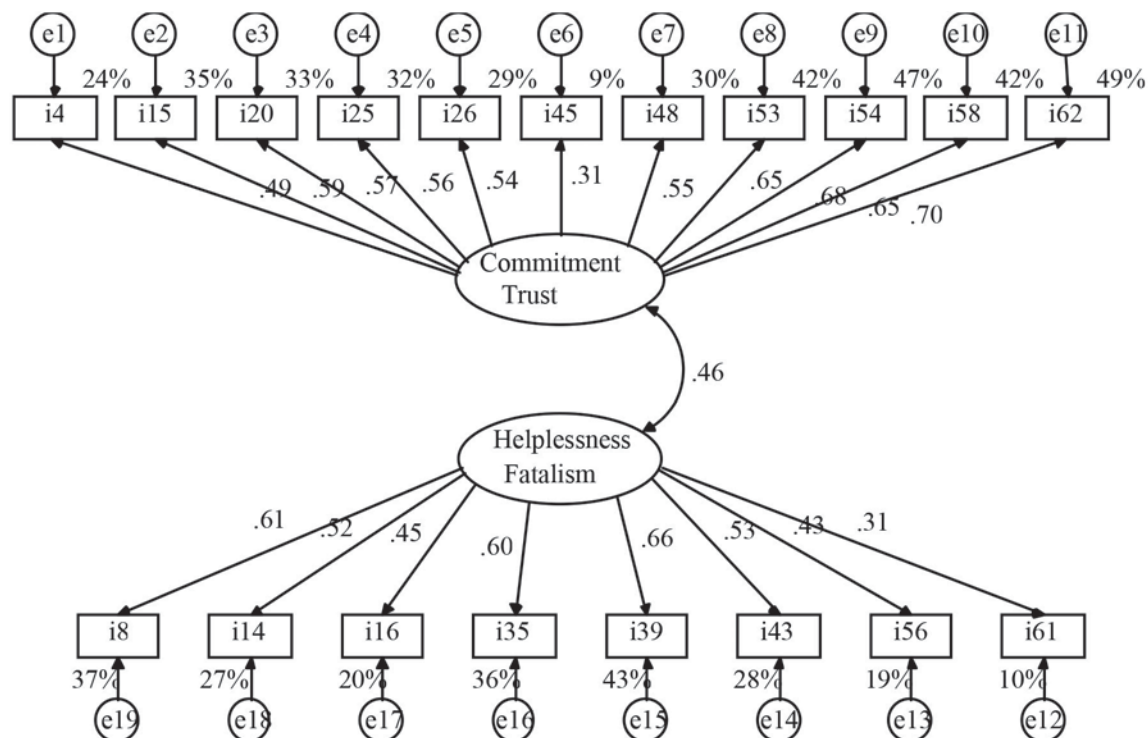 e1 e2 e3 e4 e5 e6 e7 e8 e9 e10 e11
24% 35% 33% 32% 29% 9% 30% 42% 47% 42% 49%
i4 i15 i20 i25 i26 i45 i48 i53 i54 i58 i62
.49 .59 .57 .56 .54 .31 .55 .65 .68 .65 .70
Commitment
Trust
.46
Helplessness
Fatalism
.61 .52 .45 .60 .66 .53 .43 .31
i8 i14 i16 i35 i39 i43 i56 i61
37% 27% 20% 36% 43% 28% 19% 10%
e19 e18 e17 e16 e15 e14 e13 e12